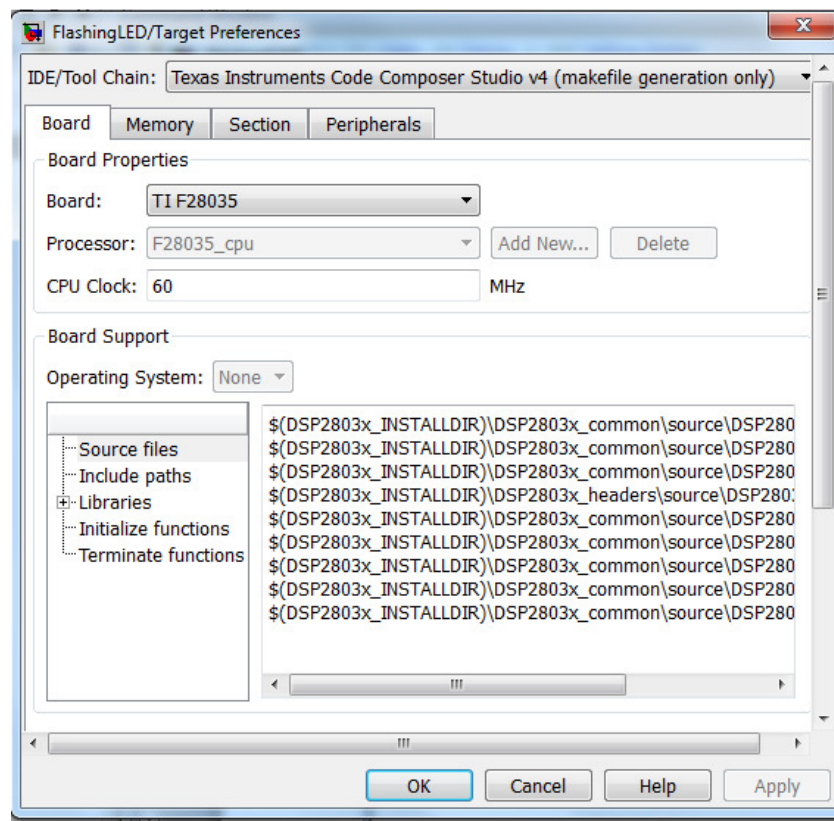 FlashingLED/Target Preferences
IDE/Tool Chain: Texas Instruments Code Composer Studio v4 (makefile generation only)
Board Memory Section Peripherals
Board Properties
Board: TI F28035
Processor: F28035_cpu Add New... Delete
CPU Clock: 60 MHz
Board Support
Operating System: None
Source files
Include paths
Libraries
Initialize functions
Terminate functions
$(DSP2803x_INSTALLDIR)\DSP2803x_common\source\DSP280
$(DSP2803x_INSTALLDIR)\DSP2803x_common\source\DSP280
$(DSP2803x_INSTALLDIR)\DSP2803x_common\source\DSP280
$(DSP2803x_INSTALLDIR)\DSP2803x_headers\source\DSP280
$(DSP2803x_INSTALLDIR)\DSP2803x_common\source\DSP280
$(DSP2803x_INSTALLDIR)\DSP2803x_common\source\DSP280
$(DSP2803x_INSTALLDIR)\DSP2803x_common\source\DSP280
$(DSP2803x_INSTALLDIR)\DSP2803x_common\source\DSP280
$(DSP2803x_INSTALLDIR)\DSP2803x_common\source\DSP280
OK Cancel Help Apply